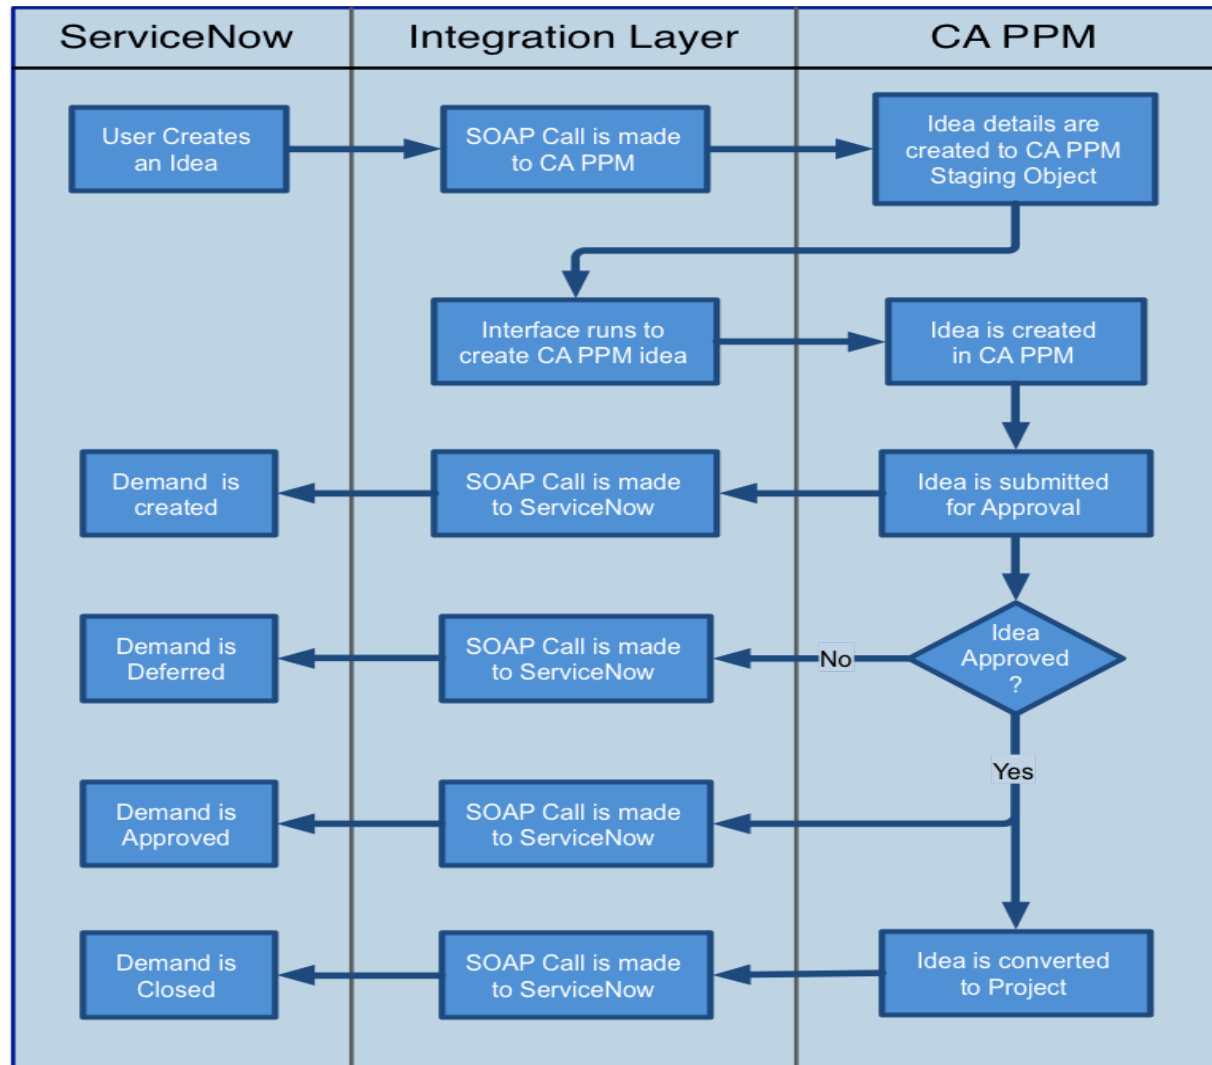 ServiceNow
Integration Layer
CA PPM
User Creates
an Idea
SOAP Call is made
to CA PPM
Idea details are
created to CA PPM
Staging Object
Interface runs to
create CA PPM idea
Idea is created
in CA PPM
Demand is
created
SOAP Call is made
to ServiceNow
Idea is submitted
for Approval
Demand is
Deferred
SOAP Call is made
to ServiceNow
No
Idea
Approved
?
Yes
Demand is
Approved
SOAP Call is made
to ServiceNow
Demand is
Closed
SOAP Call is made
to ServiceNow
Idea is converted
to Project